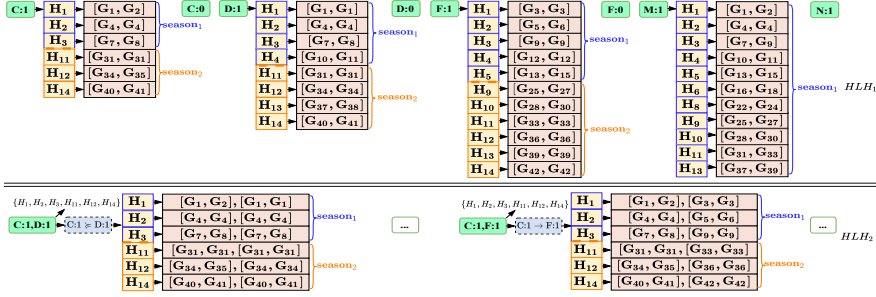 C:1 H1 [G1, G2] C:0 D:1 H1 [G1, G1] D:0 F:1 H1 [G3, G3] F:0 M:1 H1 [G1, G2] N:1
H2 [G4, G4] H2 [G4, G4] H2 [G5, G6] H2 [G4, G4]
season1
H3 [G7, G8] H3 [G7, G8] H3 [G9, G9] H3 [G7, G9]
season1
H11 [G31, G31] H4 [G10, G11] H4 [G12, G12] H4 [G10, G11]
season1
H12 [G34, G35] H11 [G31, G31] H5 [G13, G15] H5 [G13, G15]
season2
H14 [G40, G41] H12 [G34, G34] H9 [G25, G27] H6 [G16, G18]
season1 HLH1
H13 [G37, G38] H10 [G28, G30] H8 [G22, G24]
season2
H14 [G40, G41] H11 [G33, G33] H9 [G25, G27]
H12 [G36, G36] H10 [G28, G30]
season2
H13 [G39, G39] H11 [G31, G33]
H14 [G42, G42] H13 [G37, G39]
{H1, H2, H3, H11, H12, H14} H1 [G1, G2], [G1, G1] {H1, H2, H3, H11, H12, H14} H1 [G1, G2], [G3, G3]
C:1,D:1 C:1 ≽ D:1 H2 [G4, G4], [G4, G4] season1 ... C:1,F:1 C:1 → F:1 H2 [G4, G4], [G5, G6] season1 ...
H3 [G7, G8], [G7, G8] H3 [G7, G8], [G9, G9] HLH2
H11 [G31, G31], [G31, G31] H11 [G31, G31], [G33, G33]
H12 [G34, G35], [G34, G34] season2 H12 [G34, G35], [G36, G36] season2
H14 [G40, G41], [G40, G41] H14 [G40, G41], [G42, G42]